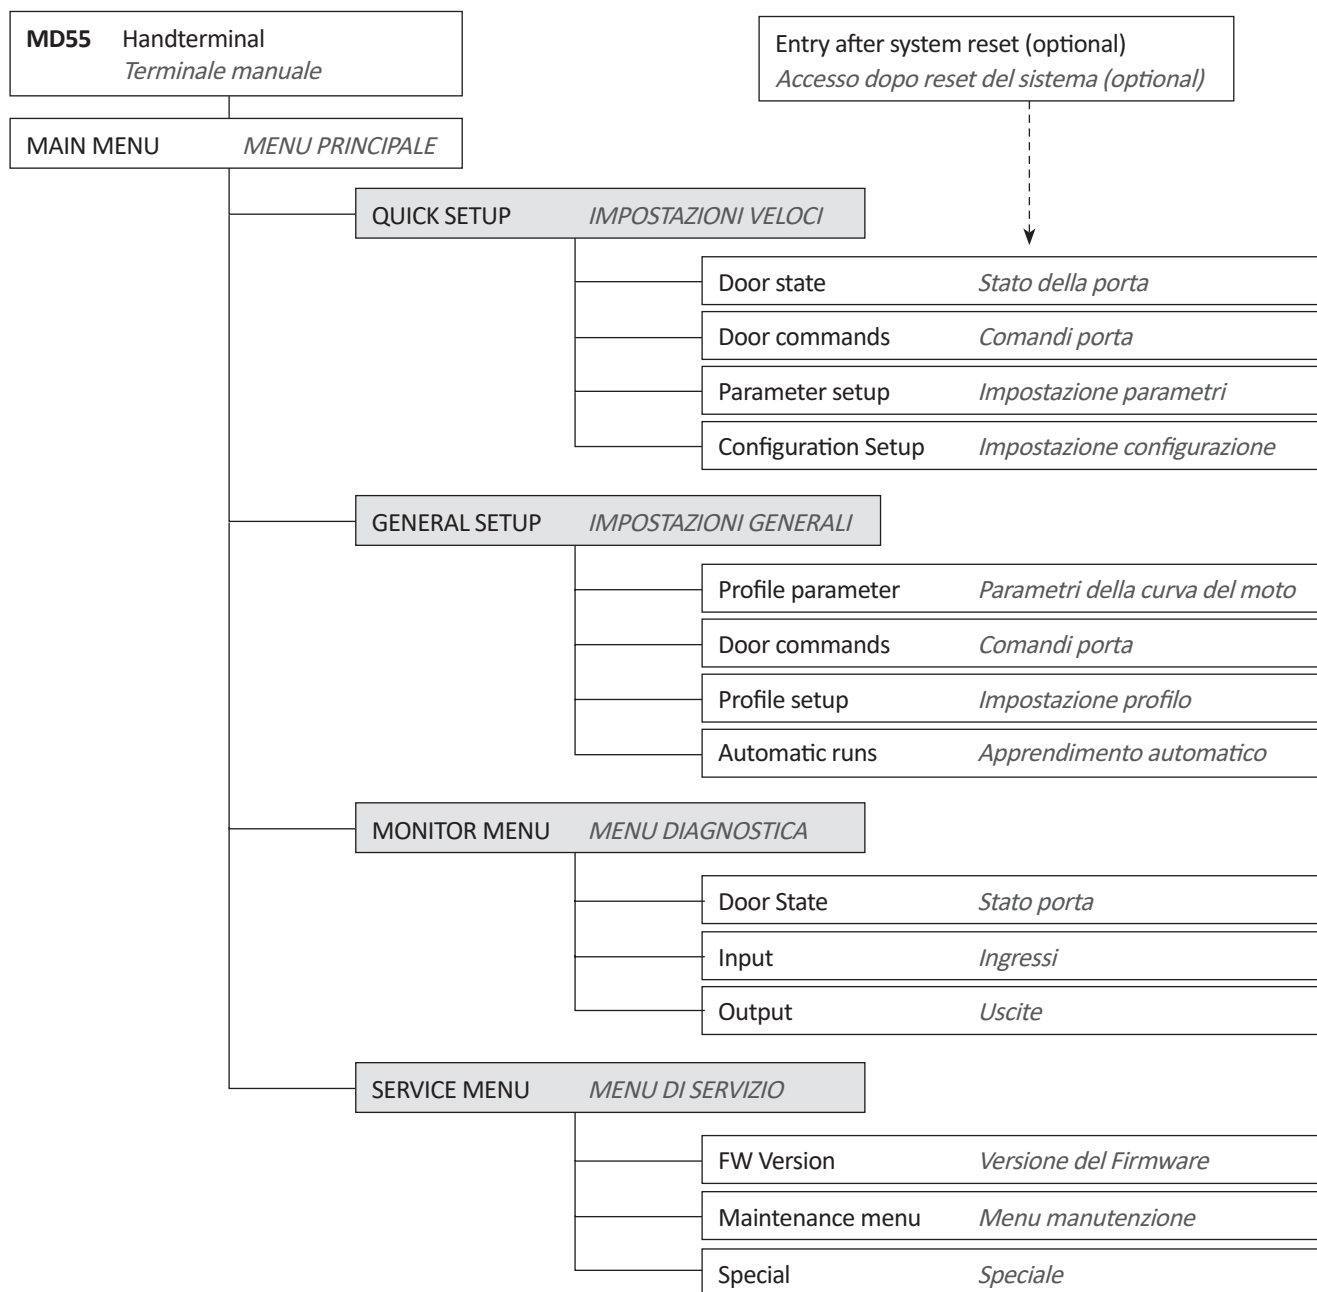 MD55 Handterminal
Terminale manuale
Entry after system reset (optional)
Accesso dopo reset del sistema (optional)
MAIN MENU MENU PRINCIPALE
QUICK SETUP IMPOSTAZIONI VELOCI
Door state Stato della porta
Door commands Comandi porta
Parameter setup Impostazione parametri
Configuration Setup Impostazione configurazione
GENERAL SETUP IMPOSTAZIONI GENERALI
Profile parameter Parametri della curva del moto
Door commands Comandi porta
Profile setup Impostazione profilo
Automatic runs Apprendimento automatico
MONITOR MENU MENU DIAGNOSTICA
Door State Stato porta
Input Ingressi
Output Uscite
SERVICE MENU MENU DI SERVIZIO
FW Version Versione del Firmware
Maintenance menu Menu manutenzione
Special Speciale